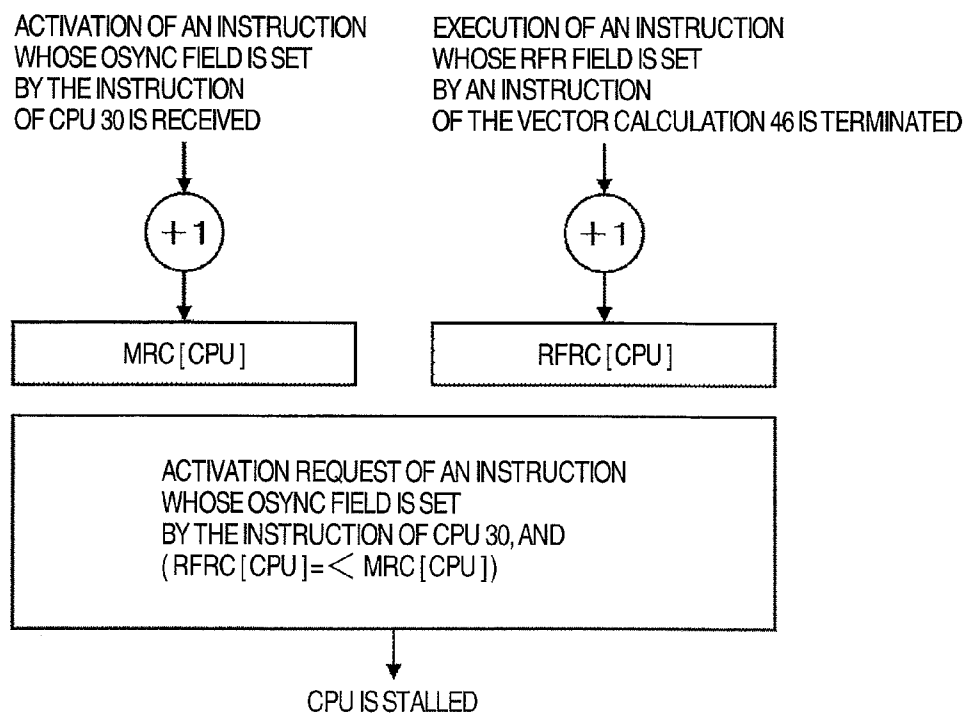 ACTIVATION OF AN INSTRUCTION
WHOSE OSYNC FIELD IS SET
BY THE INSTRUCTION
OF CPU 30 IS RECEIVED
EXECUTION OF AN INSTRUCTION
WHOSE RFR FIELD IS SET
BY AN INSTRUCTION
OF THE VECTOR CALCULATION 46 IS TERMINATED
+1
+1
MRC[CPU]
RFRC[CPU]
ACTIVATION REQUEST OF AN INSTRUCTION
WHOSE OSYNC FIELD IS SET
BY THE INSTRUCTION OF CPU 30, AND
(RFRC[CPU]=< MRC[CPU])
CPU IS STALLED